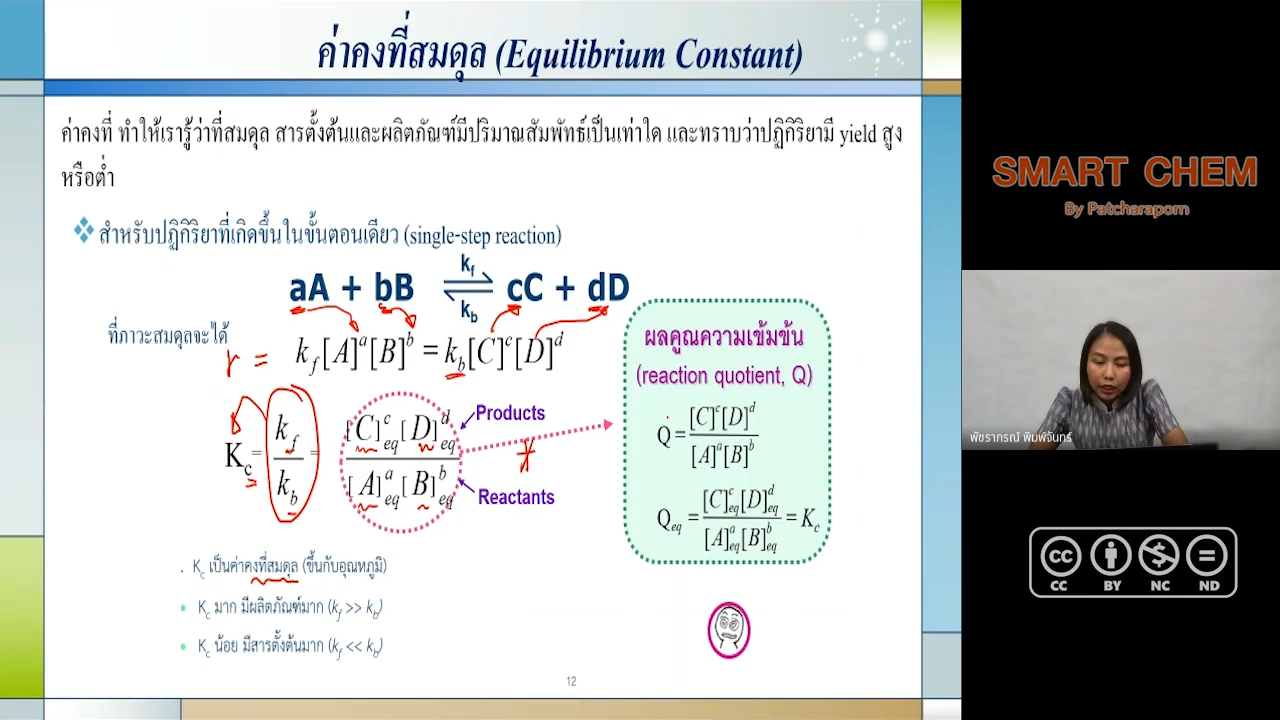 ค่าคงที่สมดุล (Equilibrium Constant)
ค่าคงที่ ทำให้เรารู้ว่าที่สมดุล สารตั้งต้นและผลิตภัณฑ์มีปริมาณสัมพัทธ์เป็นเท่าใด และทราบว่าปฏิกิริยามี yield สูง
หรือต่ำ
สำหรับปฏิกิริยาที่เกิดขึ้นในขั้นตอนเดียว (single-step reaction)
aA + bB ⇌ cC + dD
k_f
k_b
ที่ภาวะสมดุลจะได้
r =
k_f[A]^a[B]^b = k_b[C]^c[D]^d
K_c = k_f/k_b = [C]^c_eq[D]^d_eq / [A]^a_eq[B]^b_eq
Products
Reactants
ผลคูณความเข้มข้น
(reaction quotient, Q)
Q = [C]^c[D]^d / [A]^a[B]^b
Q_eq = [C]^c_eq[D]^d_eq / [A]^a_eq[B]^b_eq = K_c
. K_c เป็นค่าคงที่สมดุล (ขึ้นกับอุณหภูมิ)
• K_c มาก มีผลิตภัณฑ์มาก (k_f >> k_b)
• K_c น้อย มีสารตั้งต้นมาก (k_f << k_b)
12
SMART CHEM
By Patcharaporn
พัชราภรณ์ พิมพ์จันทร์
CC BY NC ND